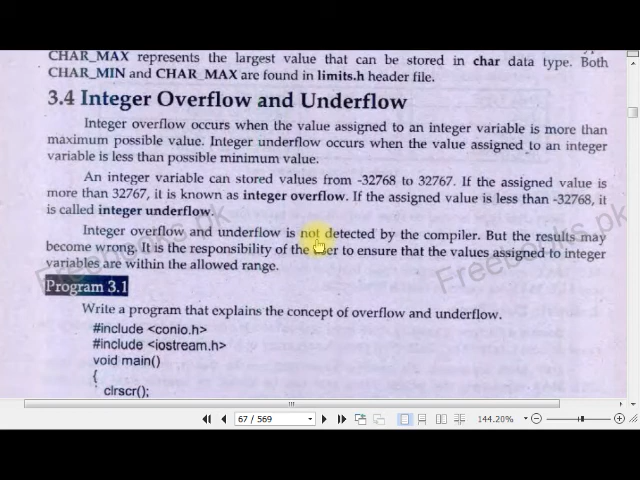 CHAR_MAX represents the largest value that can be stored in char data type. Both
CHAR_MIN and CHAR_MAX are found in limits.h header file.
3.4 Integer Overflow and Underflow
Integer overflow occurs when the value assigned to an integer variable is more than
maximum possible value. Integer underflow occurs when the value assigned to an integer
variable is less than possible minimum value.
An integer variable can stored values from -32768 to 32767. If the assigned value is
more than 32767, it is known as integer overflow. If the assigned value is less than -32768, it
is called integer underflow.
Integer overflow and underflow is not detected by the compiler. But the results may
become wrong. It is the responsibility of the user to ensure that the values assigned to integer
variables are within the allowed range.
Freebooks.pk
Freebooks.pk
Program 3.1
Write a program that explains the concept of overflow and underflow.
#include <conio.h>
#include <iostream.h>
void main()
{
clrscr();
67 / 569
144.20%